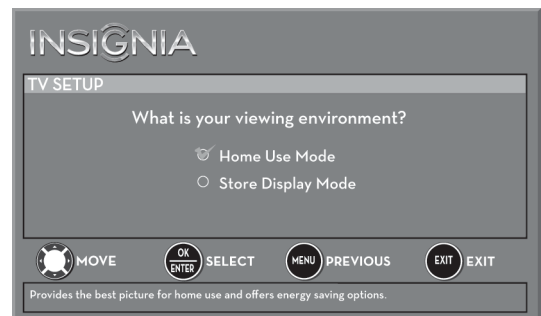 INSIGNIA
TV SETUP
What is your viewing environment?
Home Use Mode
Store Display Mode
MOVE OK ENTER SELECT MENU PREVIOUS EXIT EXIT
Provides the best picture for home use and offers energy saving options.